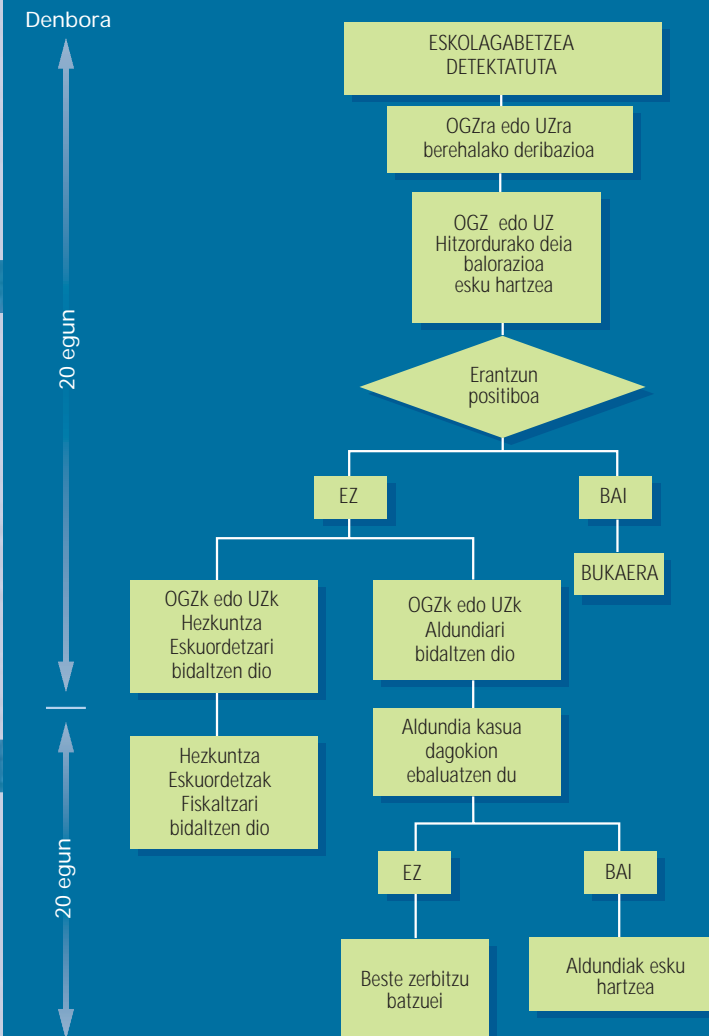 Denbora
ESKOLAGABETZEA
DETEKTATUTA
OGZra edo UZra
berehalako deribazioa
OGZ edo UZ
Hitzordurako deia
balorazioa
esku hartzea
20 egun
Erantzun
positiboa
EZ
BAI
BUKAERA
OGZk edo UZk
Hezkuntza
Eskuordetzari
bidaltzen dio
OGZk edo UZk
Aldundiari
bidaltzen dio
Hezkuntza
Eskuordetzak
Fiskaltzari
bidaltzen dio
Aldundia kasua
dagokion
ebaluatzen du
20 egun
EZ
BAI
Beste zerbitzu
batzuei
Aldundiak esku
hartzea